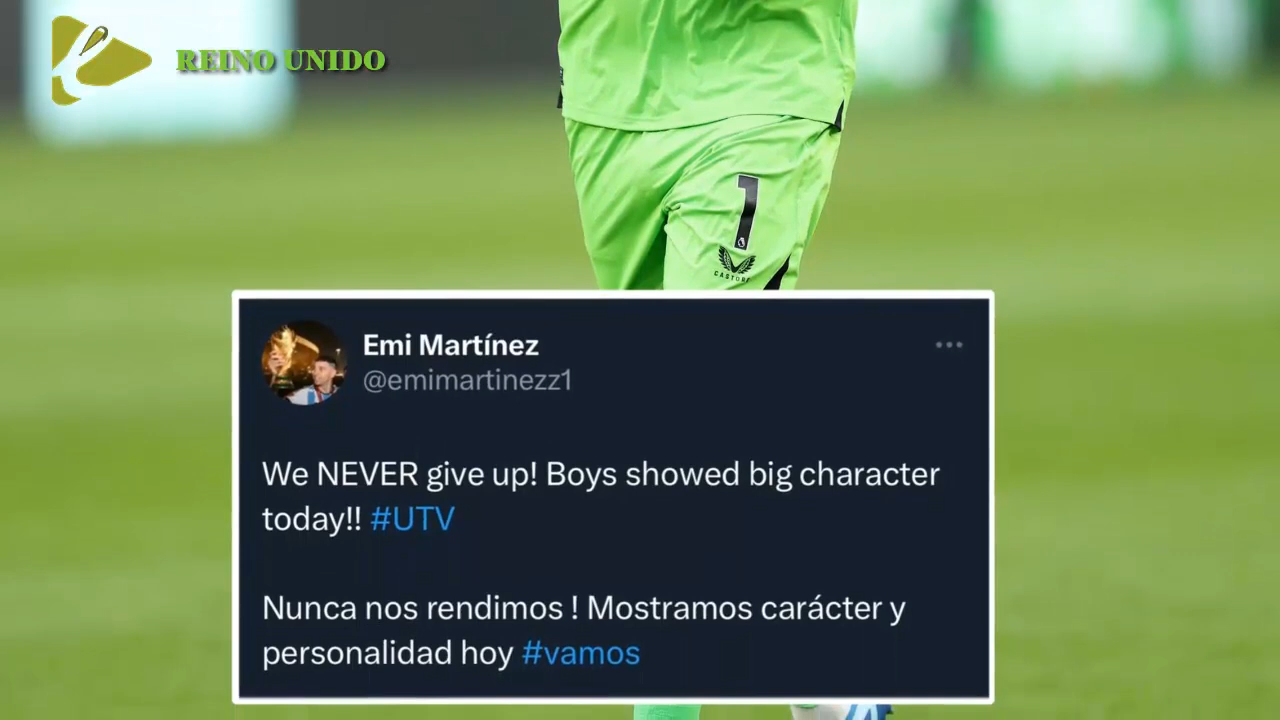 REINO UNIDO
1
CASTORE
Emi Martínez
@emimartinezz1
We NEVER give up! Boys showed big character
today!! #UTV
Nunca nos rendimos ! Mostramos carácter y
personalidad hoy #vamos